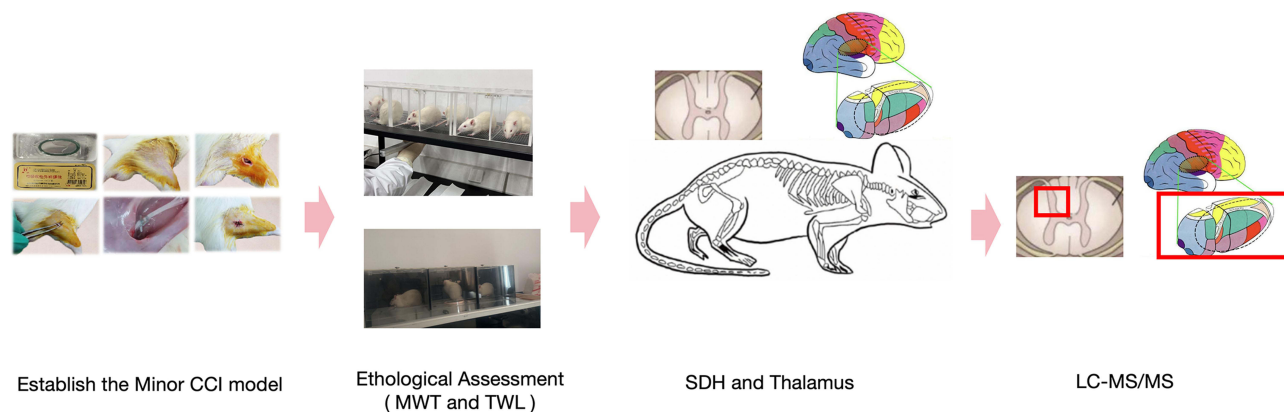 Establish the Minor CCI model
Ethological Assessment
( MWT and TWL )
SDH and Thalamus
LC-MS/MS